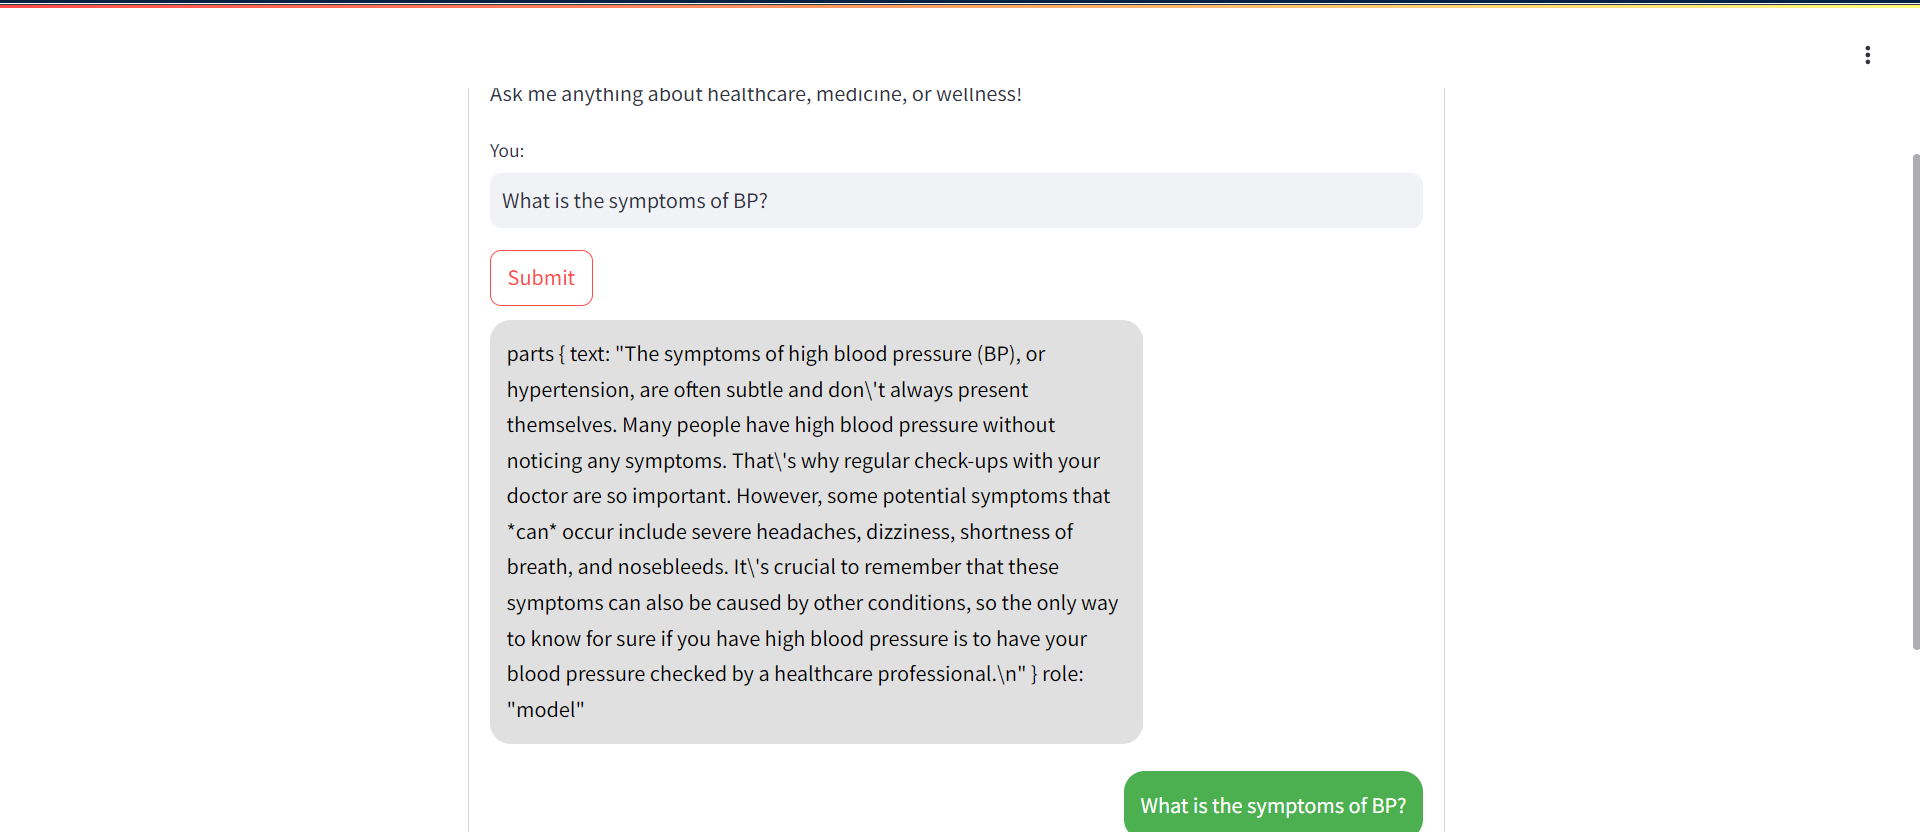 Ask me anything about healthcare, medicine, or wellness!
You:
What is the symptoms of BP?
Submit
parts { text: "The symptoms of high blood pressure (BP), or
hypertension, are often subtle and don\'t always present
themselves. Many people have high blood pressure without
noticing any symptoms. That\'s why regular check-ups with your
doctor are so important. However, some potential symptoms that
*can* occur include severe headaches, dizziness, shortness of
breath, and nosebleeds. It\'s crucial to remember that these
symptoms can also be caused by other conditions, so the only way
to know for sure if you have high blood pressure is to have your
blood pressure checked by a healthcare professional.\n" } role:
"model"
What is the symptoms of BP?